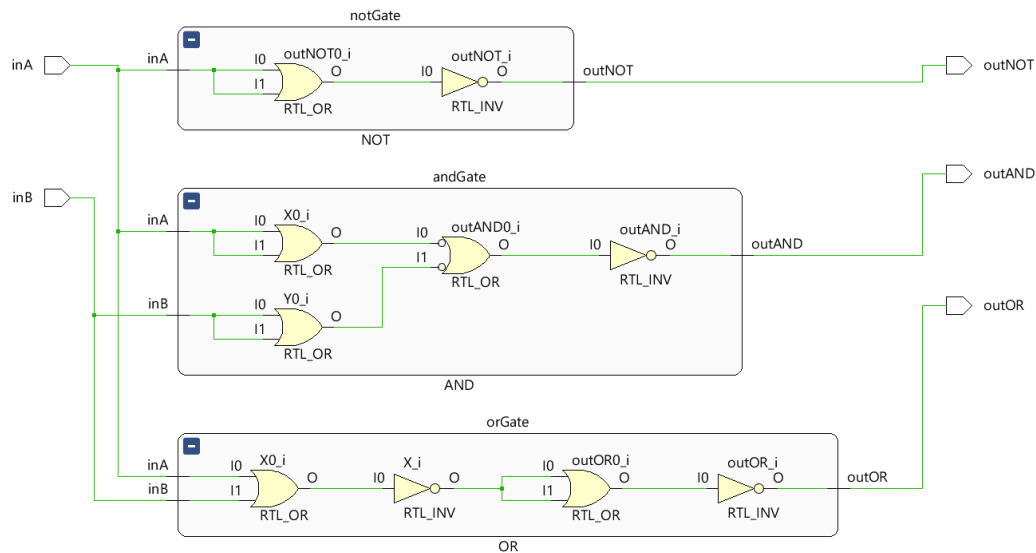 notGate
inA
inA
I0
I1
outNOT0_i
O
RTL_OR
I0
outNOT_i
O
RTL_INV
outNOT
outNOT
NOT
andGate
inB
inA
I0
I1
X0_i
O
RTL_OR
inB
I0
I1
Y0_i
O
RTL_OR
I0
I1
outAND0_i
O
RTL_OR
I0
outAND_i
O
RTL_INV
outAND
outAND
AND
outOR
orGate
inA
inB
I0
I1
X0_i
O
RTL_OR
I0
X_i
O
RTL_INV
I0
I1
outOR0_i
O
RTL_OR
I0
outOR_i
O
RTL_INV
outOR
OR